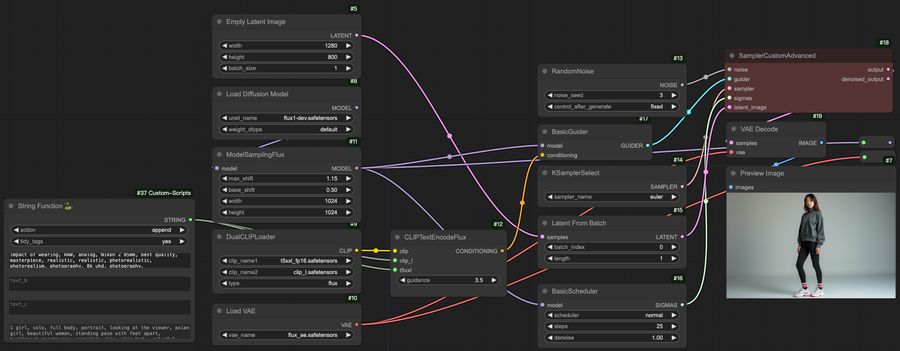 #5
Empty Latent Image
LATENT
width 1280
height 800
batch_size 1
#8
Load Diffusion Model
MODEL
unet_name flux1-dev.safetensors
weight_dtype default
#11
ModelSamplingFlux
model MODEL
max_shift 1.15
base_shift 0.50
width 1024
height 1024
#37 Custom-Scripts
String Function
STRING
action append
tidy_tags yes
impact of wearing, RAW, analog, Nikon Z 85mm, best quality,
masterpiece, realistic, realistic, photorealistic,
photorealism, photography, 8k uhd, photography,
text_b
text_c
1 girl, solo, full body, portrait, looking at the viewer, asian
girl, beautiful woman, standing pose with feet apart,
#9
DualCLIPLoader
CLIP
clip_name1 t5xxl_fp16.safetensors
clip_name2 clip_l.safetensors
type flux
#10
Load VAE
VAE
vae_name flux_ae.safetensors
#12
CLIPTextEncodeFlux
clip CONDITIONING
clip_l
t5xxl
guidance 3.5
#13
RandomNoise
NOISE
noise_seed 3
control_after_generate fixed
#17
BasicGuider
model GUIDER
conditioning
#14
KSamplerSelect
SAMPLER
sampler_name euler
#15
Latent From Batch
samples LATENT
batch_index 0
length 1
#16
BasicScheduler
model SIGMAS
scheduler normal
steps 25
denoise 1.00
#18
SamplerCustomAdvanced
noise output
guider denoised_output
sampler
sigmas
latent_image
#19
VAE Decode
samples IMAGE
vae
#7
Preview Image
images